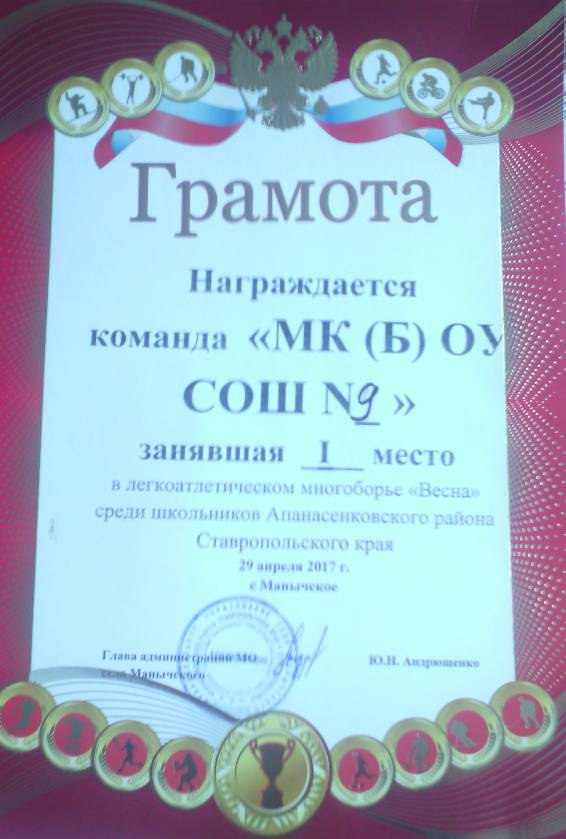 Грамота
Награждается
команда «МК (Б) ОУ
СОШ №9 »
занявшая I место
в легкоатлетическом многоборье «Весна»
среди школьников Апанасенковского района
Ставропольского края
29 апреля 2017 г.
с Манычское
Глава администрации МО Ю.Н. Андрющенко
села Манычского